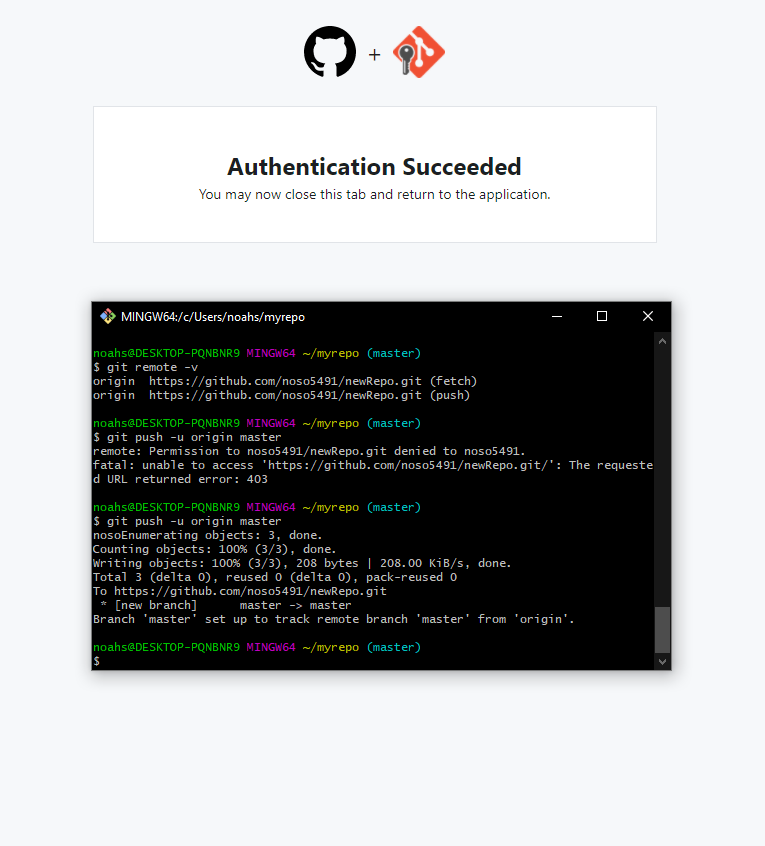 +
Authentication Succeeded
You may now close this tab and return to the application.
MINGW64:/c/Users/noahs/myrepo
noahs@DESKTOP-PQNBNR9 MINGW64 ~/myrepo (master)
$ git remote -v
origin  https://github.com/noso5491/newRepo.git (fetch)
origin  https://github.com/noso5491/newRepo.git (push)
noahs@DESKTOP-PQNBNR9 MINGW64 ~/myrepo (master)
$ git push -u origin master
remote: Permission to noso5491/newRepo.git denied to noso5491.
fatal: unable to access 'https://github.com/noso5491/newRepo.git/': The requeste
d URL returned error: 403
noahs@DESKTOP-PQNBNR9 MINGW64 ~/myrepo (master)
$ git push -u origin master
nosoEnumerating objects: 3, done.
Counting objects: 100% (3/3), done.
Writing objects: 100% (3/3), 208 bytes | 208.00 KiB/s, done.
Total 3 (delta 0), reused 0 (delta 0), pack-reused 0
To https://github.com/noso5491/newRepo.git
 * [new branch]      master -> master
Branch 'master' set up to track remote branch 'master' from 'origin'.
noahs@DESKTOP-PQNBNR9 MINGW64 ~/myrepo (master)
$